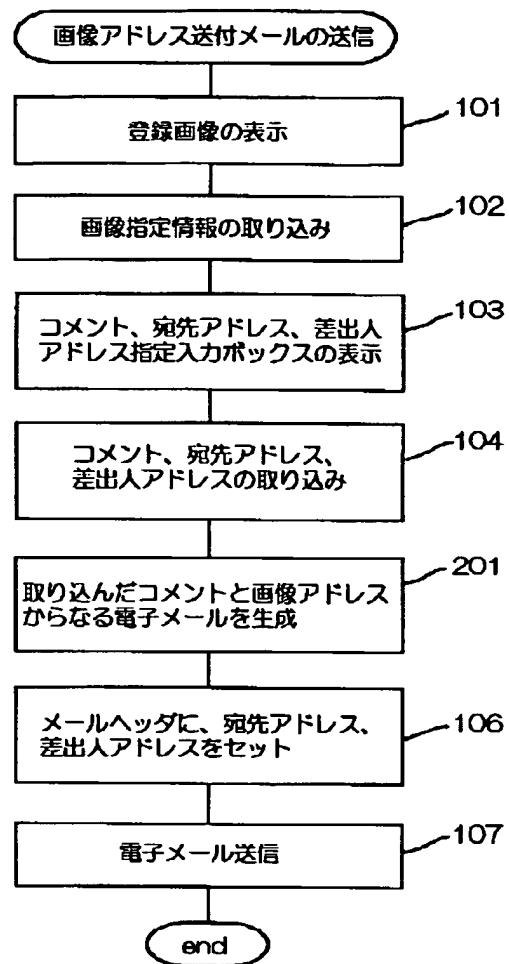 画像アドレス送付メールの送信
登録画像の表示
101
画像指定情報の取り込み
102
コメント、宛先アドレス、差出人
アドレス指定入力ボックスの表示
103
コメント、宛先アドレス、
差出人アドレスの取り込み
104
取り込んだコメントと画像アドレス
からなる電子メールを生成
201
メールヘッダに、宛先アドレス、
差出人アドレスをセット
106
電子メール送信
107
end